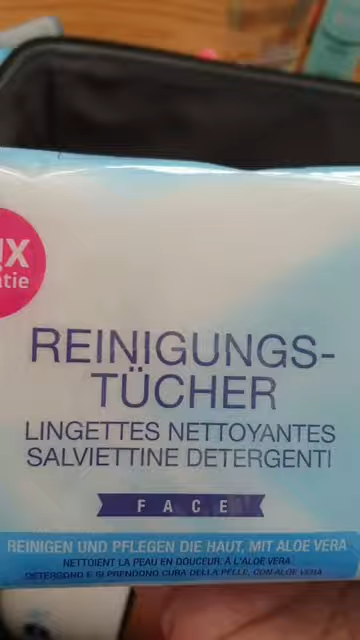 REINIGUNGS-
TÜCHER
LINGETTES NETTOYANTES
SALVIETTINE DETERGENTI
FACE
REINIGEN UND PFLEGEN DIE HAUT, MIT ALOE VERA
NETTOIENT LA PEAU EN DOUCEUR À L'ALOE VERA
DETERGONO E SI PRENDONO CURA DELLA PELLE, CON ALOE VERA